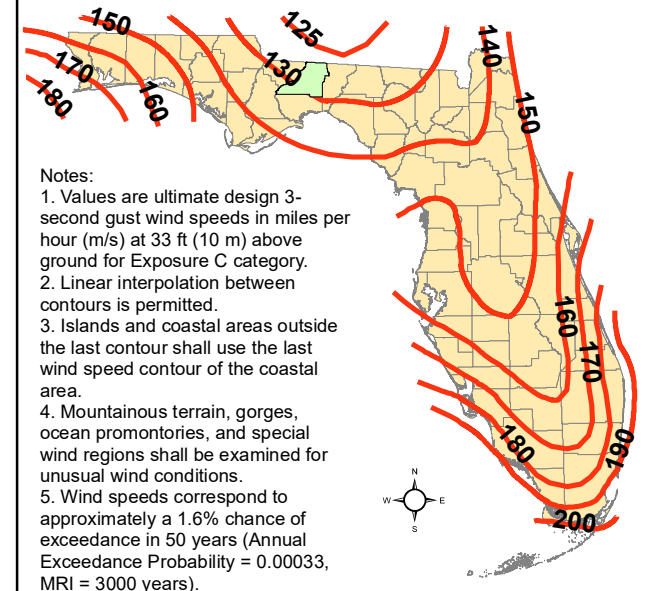 125
150
130
140
170
180
160
150
Notes:
1. Values are ultimate design 3-
second gust wind speeds in miles per
hour (m/s) at 33 ft (10 m) above
ground for Exposure C category.
2. Linear interpolation between
contours is permitted.
3. Islands and coastal areas outside
the last contour shall use the last
wind speed contour of the coastal
area.
4. Mountainous terrain, gorges,
ocean promontories, and special
wind regions shall be examined for
unusual wind conditions.
5. Wind speeds correspond to
approximately a 1.6% chance of
exceedance in 50 years (Annual
Exceedance Probability = 0.00033,
MRI = 3000 years).
160
170
180
190
200
N
W E
S